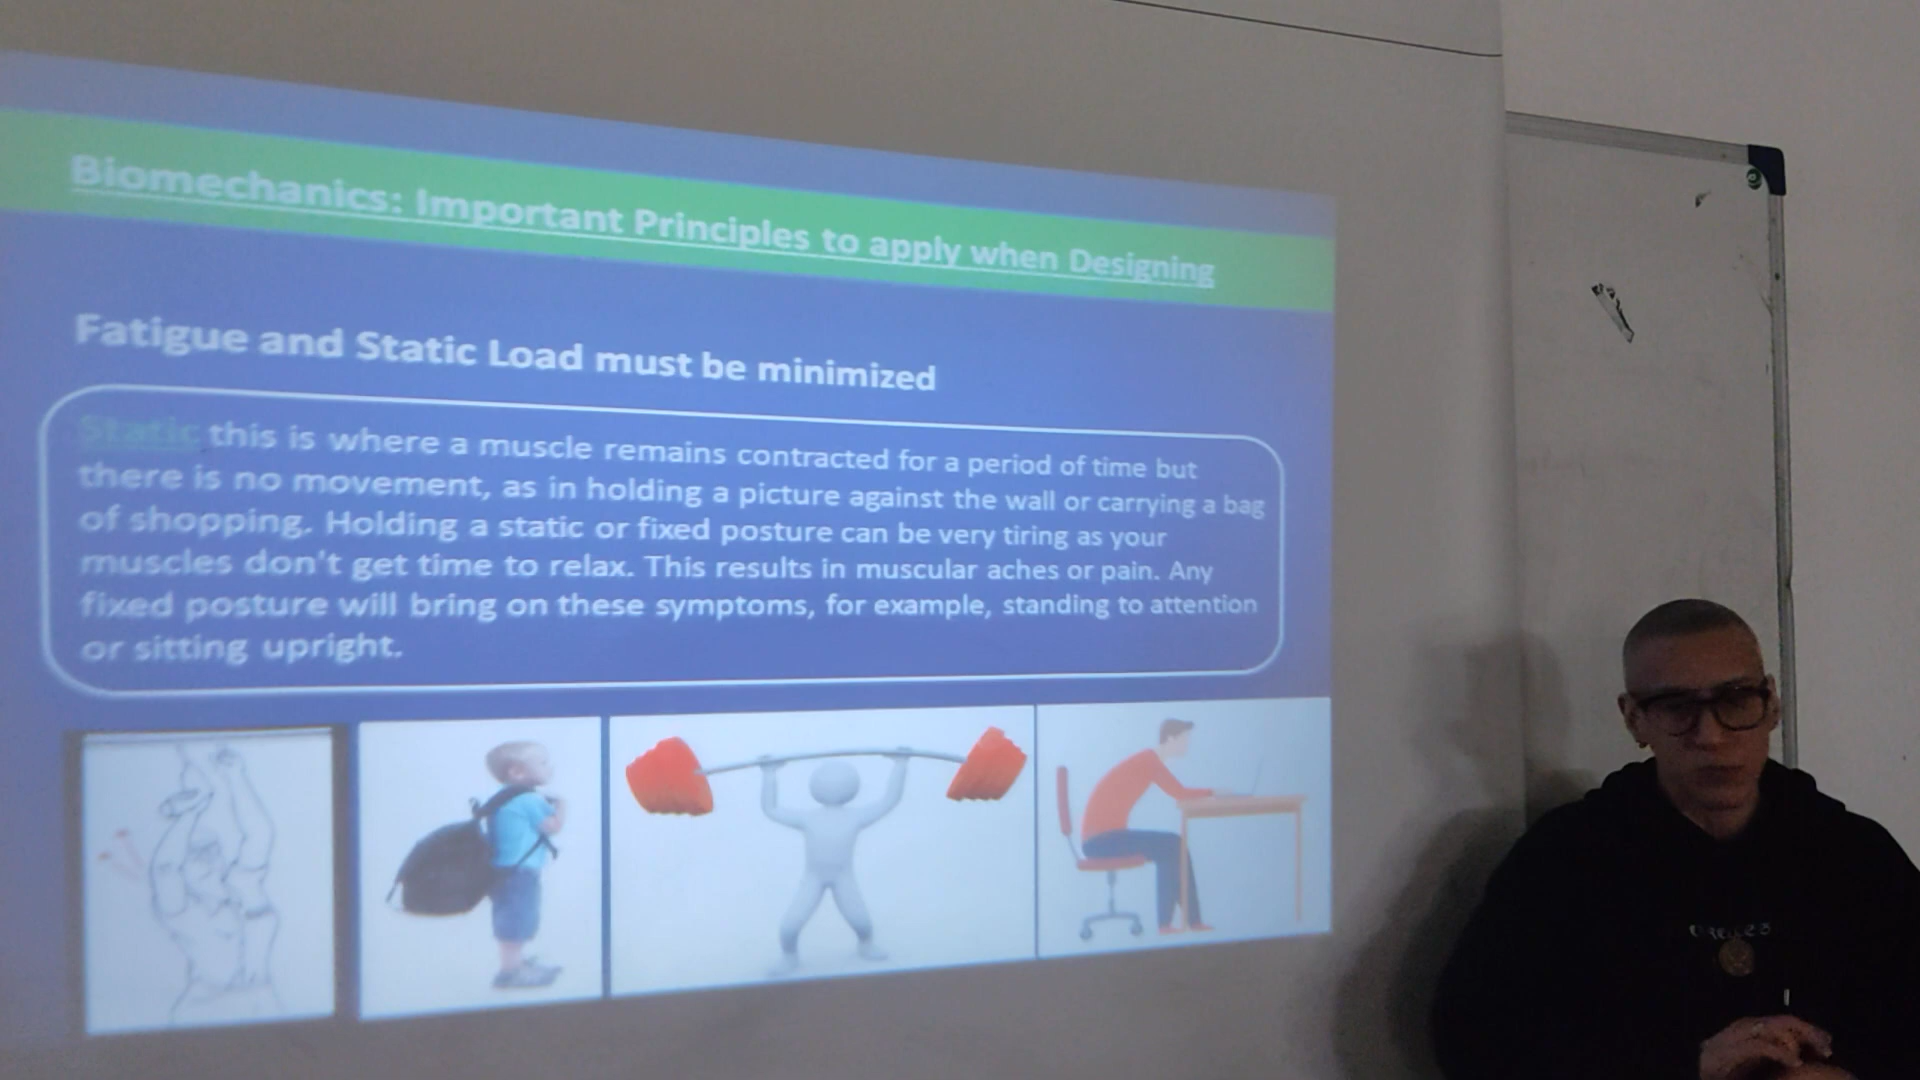 Biomechanics: Important Principles to apply when Designing
Fatigue and Static Load must be minimized
Static this is where a muscle remains contracted for a period of time but
there is no movement, as in holding a picture against the wall or carrying a bag
of shopping. Holding a static or fixed posture can be very tiring as your
muscles don't get time to relax. This results in muscular aches or pain. Any
fixed posture will bring on these symptoms, for example, standing to attention
or sitting upright.